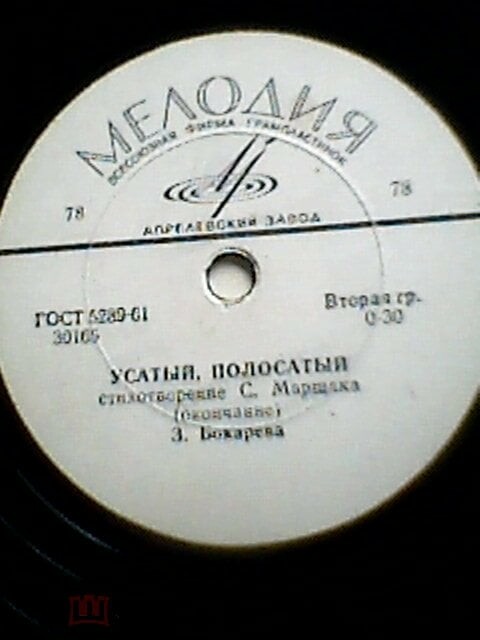 МЕЛОДИЯ
ВСЕСОЮЗНАЯ ФИРМА ГРАМПЛАСТИНОК
78 78
АПРЕЛЕВСКИЙ ЗАВОД
ГОСТ 5289-61
Вторая гр.
30165
0-30
УСАТЫЙ, ПОЛОСАТЫЙ
стихотворение С. Маршака
(окончание)
З. Бокарева